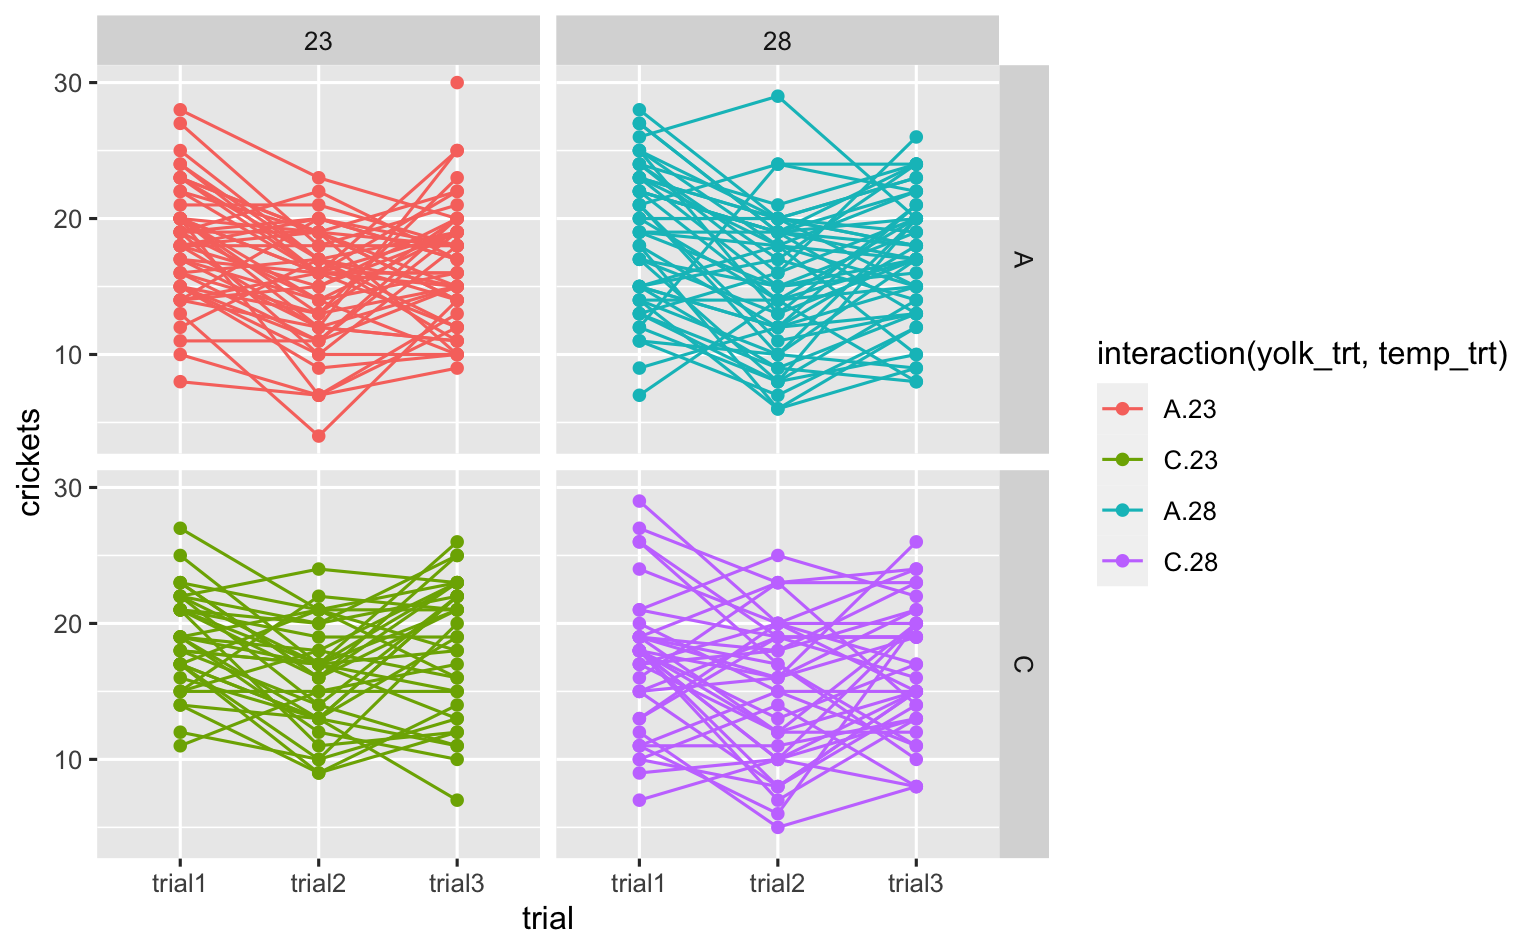 23
28
30
20
10
A
30
20
10
C
trial1
trial2
trial3
trial1
trial2
trial3
trial
crickets
interaction(yolk_trt, temp_trt)
A.23
C.23
A.28
C.28